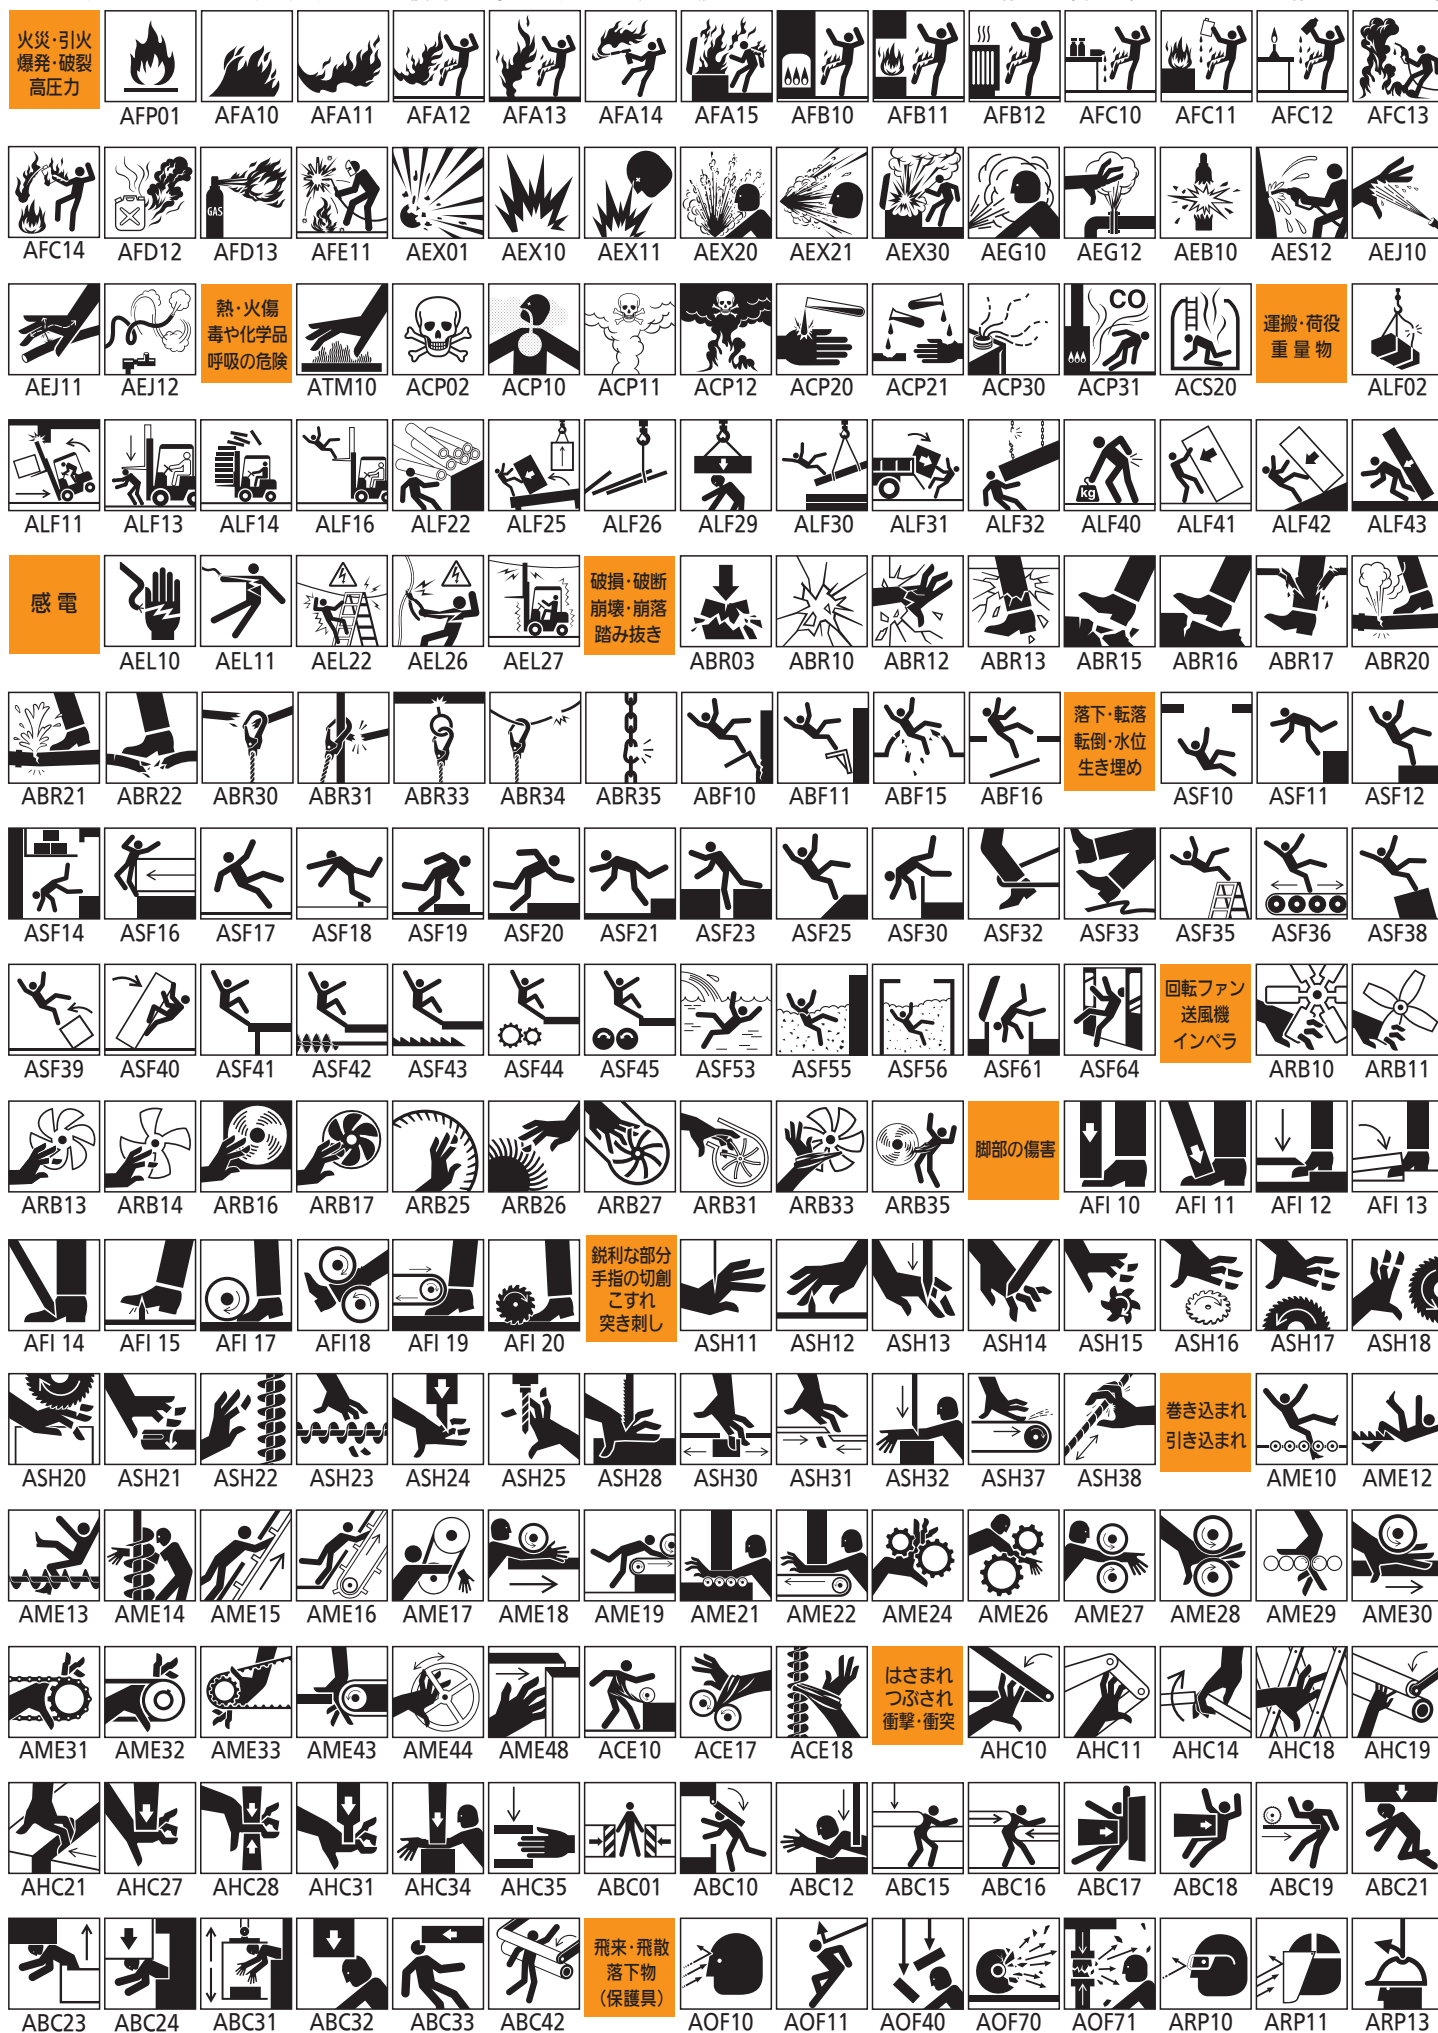 火災・引火
爆発・破裂
高圧力
AFP01 AFA10 AFA11 AFA12 AFA13 AFA14 AFA15 AFB10 AFB11 AFB12 AFC10 AFC11 AFC12 AFC13
GAS
AFC14 AFD12 AFD13 AFE11 AEX01 AEX10 AEX11 AEX20 AEX21 AEX30 AEG10 AEG12 AEB10 AES12 AEJ10
熱・火傷
毒や化学品
呼吸の危険
CO
運搬・荷役
重量物
AEJ11 AEJ12 ATM10 ACP02 ACP10 ACP11 ACP12 ACP20 ACP21 ACP30 ACP31 ACS20 ALF02
kg
ALF11 ALF13 ALF14 ALF16 ALF22 ALF25 ALF26 ALF29 ALF30 ALF31 ALF32 ALF40 ALF41 ALF42 ALF43
感電
破損・破断
崩壊・崩落
踏み抜き
AEL10 AEL11 AEL22 AEL26 AEL27 ABR03 ABR10 ABR12 ABR13 ABR15 ABR16 ABR17 ABR20
落下・転落
転倒・水位
生き埋め
ABR21 ABR22 ABR30 ABR31 ABR33 ABR34 ABR35 ABF10 ABF11 ABF15 ABF16 ASF10 ASF11 ASF12
ASF14 ASF16 ASF17 ASF18 ASF19 ASF20 ASF21 ASF23 ASF25 ASF30 ASF32 ASF33 ASF35 ASF36 ASF38
回転ファン
送風機
インペラ
ASF39 ASF40 ASF41 ASF42 ASF43 ASF44 ASF45 ASF53 ASF55 ASF56 ASF61 ASF64 ARB10 ARB11
脚部の傷害
ARB13 ARB14 ARB16 ARB17 ARB25 ARB26 ARB27 ARB31 ARB33 ARB35 AFI 10 AFI 11 AFI 12 AFI 13
鋭利な部分
手指の切創
こすれ
突き刺し
AFI 14 AFI 15 AFI 17 AFI18 AFI 19 AFI 20 ASH11 ASH12 ASH13 ASH14 ASH15 ASH16 ASH17 ASH18
巻き込まれ
引き込まれ
ASH20 ASH21 ASH22 ASH23 ASH24 ASH25 ASH28 ASH30 ASH31 ASH32 ASH37 ASH38 AME10 AME12
AME13 AME14 AME15 AME16 AME17 AME18 AME19 AME21 AME22 AME24 AME26 AME27 AME28 AME29 AME30
はさまれ
つぶされ
衝撃・衝突
AME31 AME32 AME33 AME43 AME44 AME48 ACE10 ACE17 ACE18 AHC10 AHC11 AHC14 AHC18 AHC19
AHC21 AHC27 AHC28 AHC31 AHC34 AHC35 ABC01 ABC10 ABC12 ABC15 ABC16 ABC17 ABC18 ABC19 ABC21
飛来・飛散
落下物
（保護具）
ABC23 ABC24 ABC31 ABC32 ABC33 ABC42 AOF10 AOF11 AOF40 AOF70 AOF71 ARP10 ARP11 ARP13